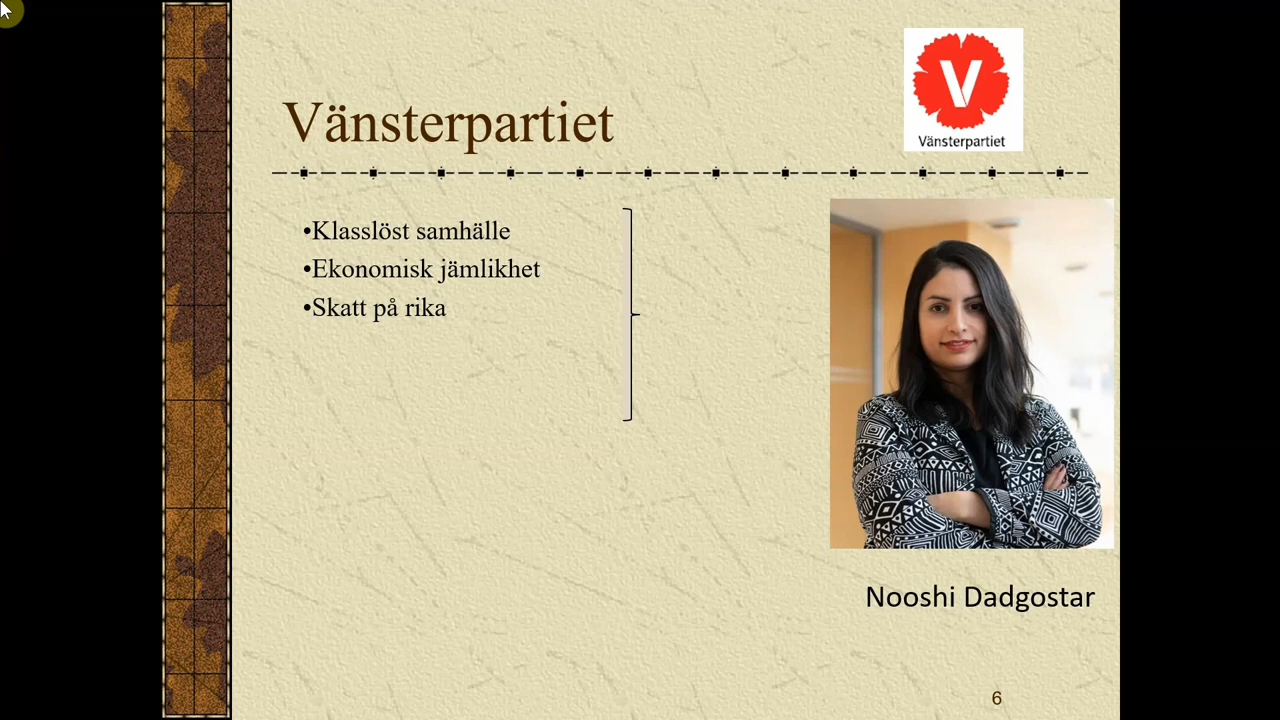 Vänsterpartiet
V
Vänsterpartiet
•Klasslöst samhälle
•Ekonomisk jämlikhet
•Skatt på rika
Nooshi Dadgostar
6